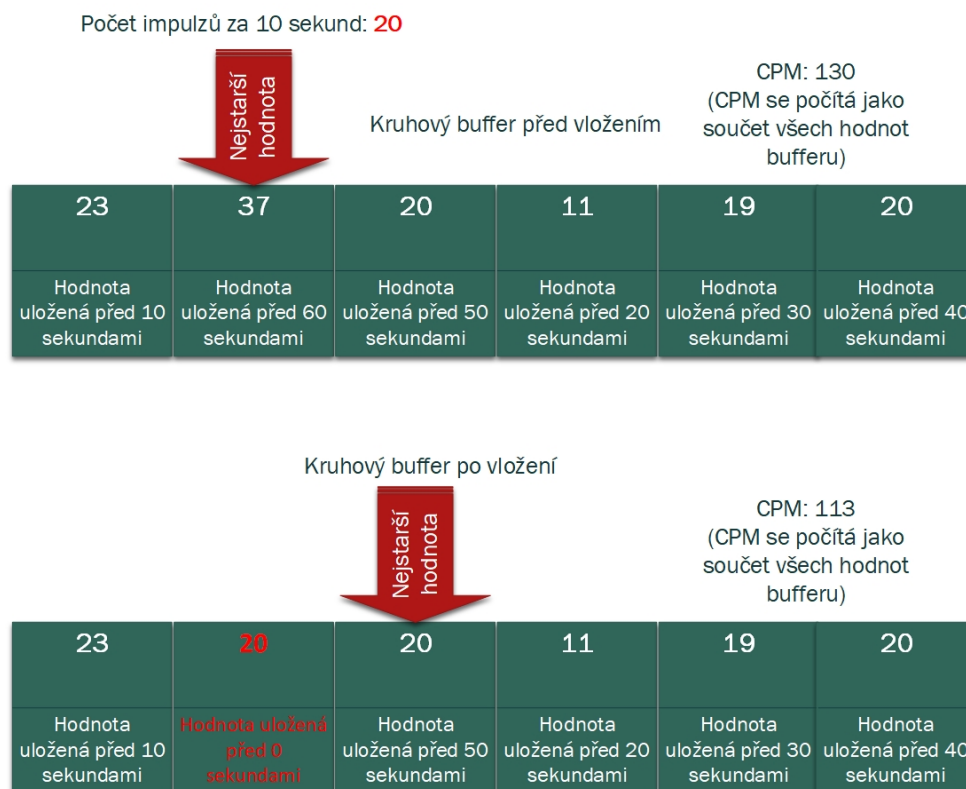 Počet impulzů za 10 sekund: 20
Nejstarší
hodnota
Kruhový buffer před vložením
CPM: 130
(CPM se počítá jako
součet všech hodnot
bufferu)
23 37 20 11 19 20
Hodnota Hodnota Hodnota Hodnota Hodnota Hodnota
uložená před 10 uložená před 60 uložená před 50 uložená před 20 uložená před 30 uložená před 40
sekundami sekundami sekundami sekundami sekundami sekundami
Kruhový buffer po vložení
Nejstarší
hodnota
CPM: 113
(CPM se počítá jako
součet všech hodnot
bufferu)
23 20 20 11 19 20
Hodnota Hodnota uložená Hodnota Hodnota Hodnota Hodnota
uložená před 10 před 0 uložená před 50 uložená před 20 uložená před 30 uložená před 40
sekundami sekundami sekundami sekundami sekundami sekundami